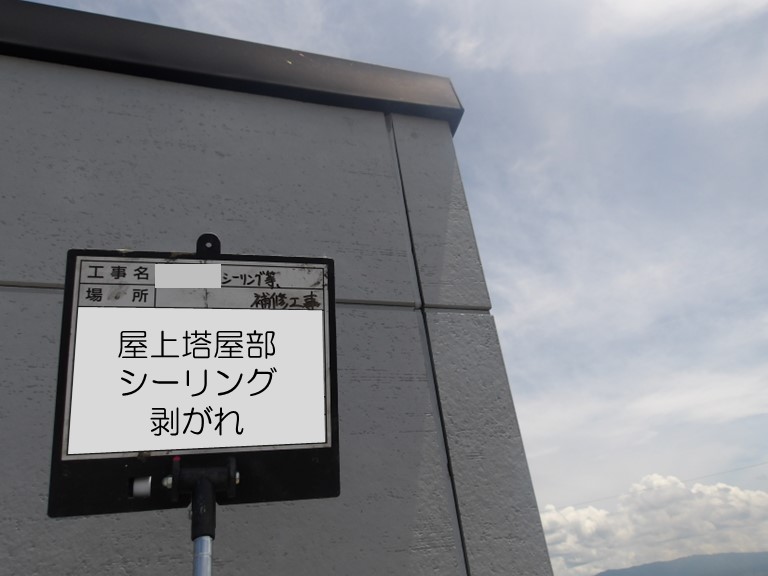 工事名 シーリング等、
場所 補修工事
屋上塔屋部
シーリング
剥がれ